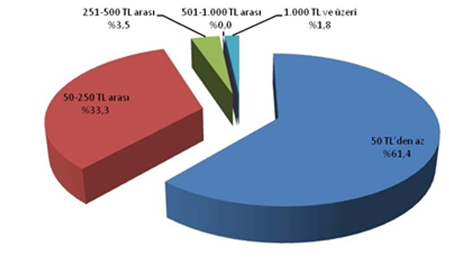 251-500 TL arası
%3,5
501-1.000 TL arası
%0,0
1.000 TL ve üzeri
%1,8
50-250 TL arası
%33,3
50 TL'den az
%61,4